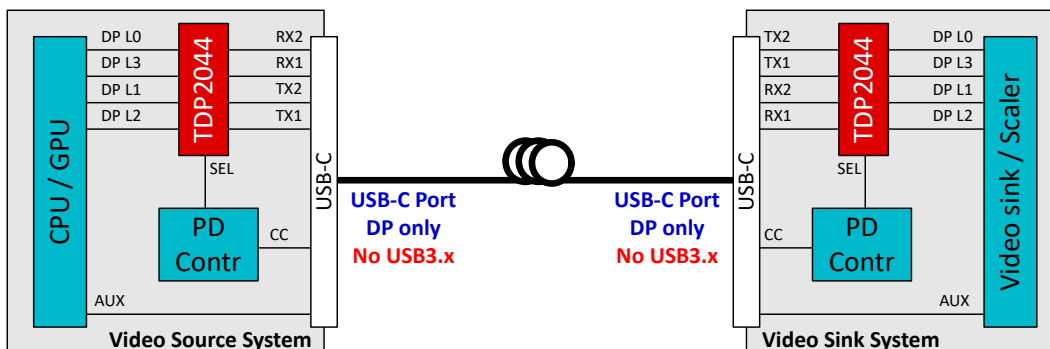 DP L0
DP L3
DP L1
DP L2
CPU / GPU
TDP2044
RX2
RX1
TX2
TX1
SEL
PD
Contr
CC
AUX
USB-C
Video Source System
USB-C Port
DP only
No USB3.x
USB-C Port
DP only
No USB3.x
USB-C
TX2
TX1
RX2
RX1
TDP2044
DP L0
DP L3
DP L1
DP L2
SEL
CC
PD
Contr
AUX
Video sink / Scaler
Video Sink System